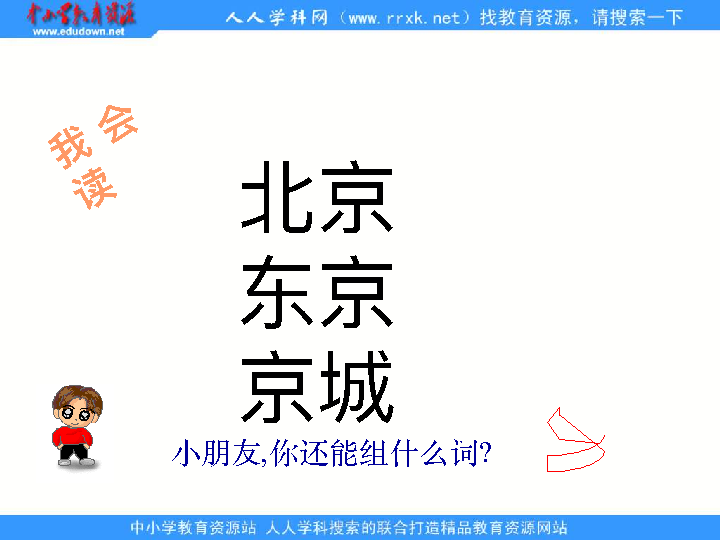 中小学教育资源
www.edudown.net
人人学科网（www.rrxk.net）找教育资源，请搜索一下
我会
读
北京
东京
京城
小朋友,你还能组什么词?
中小学教育资源站 人人学科搜索的联合打造精品教育资源网站